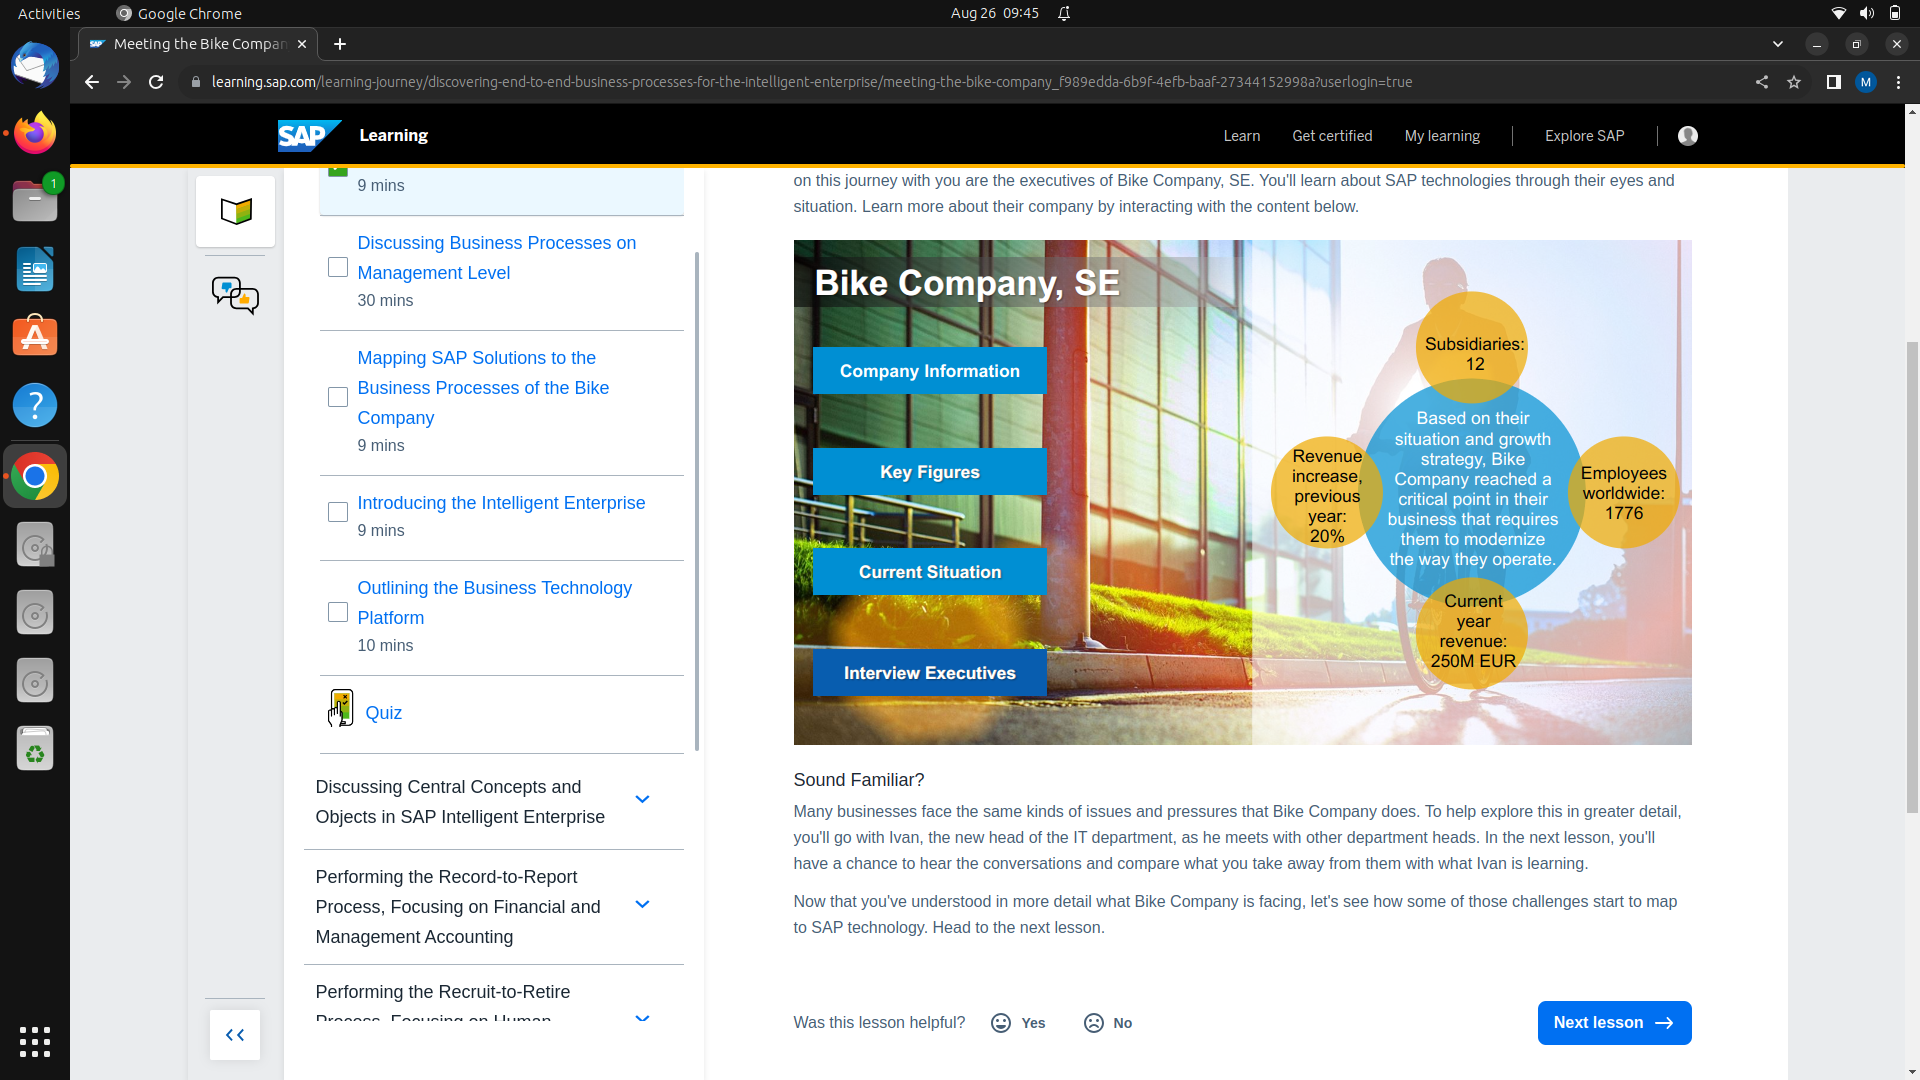 Activities
Google Chrome
Aug 26 09:45
Meeting the Bike Compan
learning.sap.com/learning-journey/discovering-end-to-end-business-processes-for-the-intelligent-enterprise/meeting-the-bike-company_f989edda-6b9f-4efb-baaf-27344152998a?userlogin=true
M
1
SAP Learning
Learn
Get certified
My learning
Explore SAP
9 mins
Discussing Business Processes on
Management Level
30 mins
Mapping SAP Solutions to the
Business Processes of the Bike
Company
9 mins
Introducing the Intelligent Enterprise
9 mins
Outlining the Business Technology
Platform
10 mins
Quiz
Discussing Central Concepts and
Objects in SAP Intelligent Enterprise
Performing the Record-to-Report
Process, Focusing on Financial and
Management Accounting
Performing the Recruit-to-Retire
Process, Focusing on Human
on this journey with you are the executives of Bike Company, SE. You'll learn about SAP technologies through their eyes and
situation. Learn more about their company by interacting with the content below.
Bike Company, SE
Company Information
Key Figures
Current Situation
Interview Executives
Subsidiaries:
12
Revenue
increase,
previous
year:
20%
Based on their
situation and growth
strategy, Bike
Company reached a
critical point in their
business that requires
them to modernize
the way they operate.
Employees
worldwide:
1776
Current
year
revenue:
250M EUR
Sound Familiar?
Many businesses face the same kinds of issues and pressures that Bike Company does. To help explore this in greater detail,
you'll go with Ivan, the new head of the IT department, as he meets with other department heads. In the next lesson, you'll
have a chance to hear the conversations and compare what you take away from them with what Ivan is learning.
Now that you've understood in more detail what Bike Company is facing, let's see how some of those challenges start to map
to SAP technology. Head to the next lesson.
Was this lesson helpful?
Yes
No
Next lesson